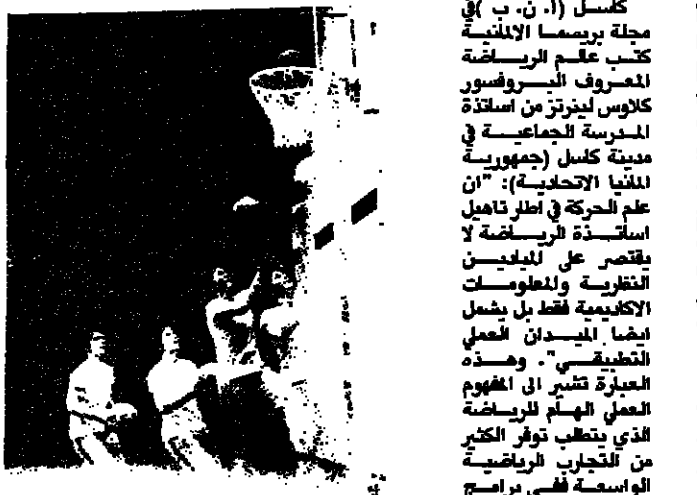 كاسل (أ. ن. ب )في
مجلة بريسما الالمانية
كتب عالم الرياضة
المعروف البروفسور
كلاوس لينرتز من اساتذة
المدرسة الجماعية في
مدينة كاسل (جمهورية
المانيا الاتحادية): "ان
علم الحركة في اطار تاهيل
اساتذة الرياضة لا
يقتصر على الميادين
النظرية والمعلومات
الاكاديمية فقط بل يشمل
ايضا الميدان العملي
التطبيقي". وهذه
العبارة تشير الى المفهوم
العملي الهام للرياضة
الذي يتطلب توفر الكثير
من التجارب الرياضية
الواسعة ففي برامج